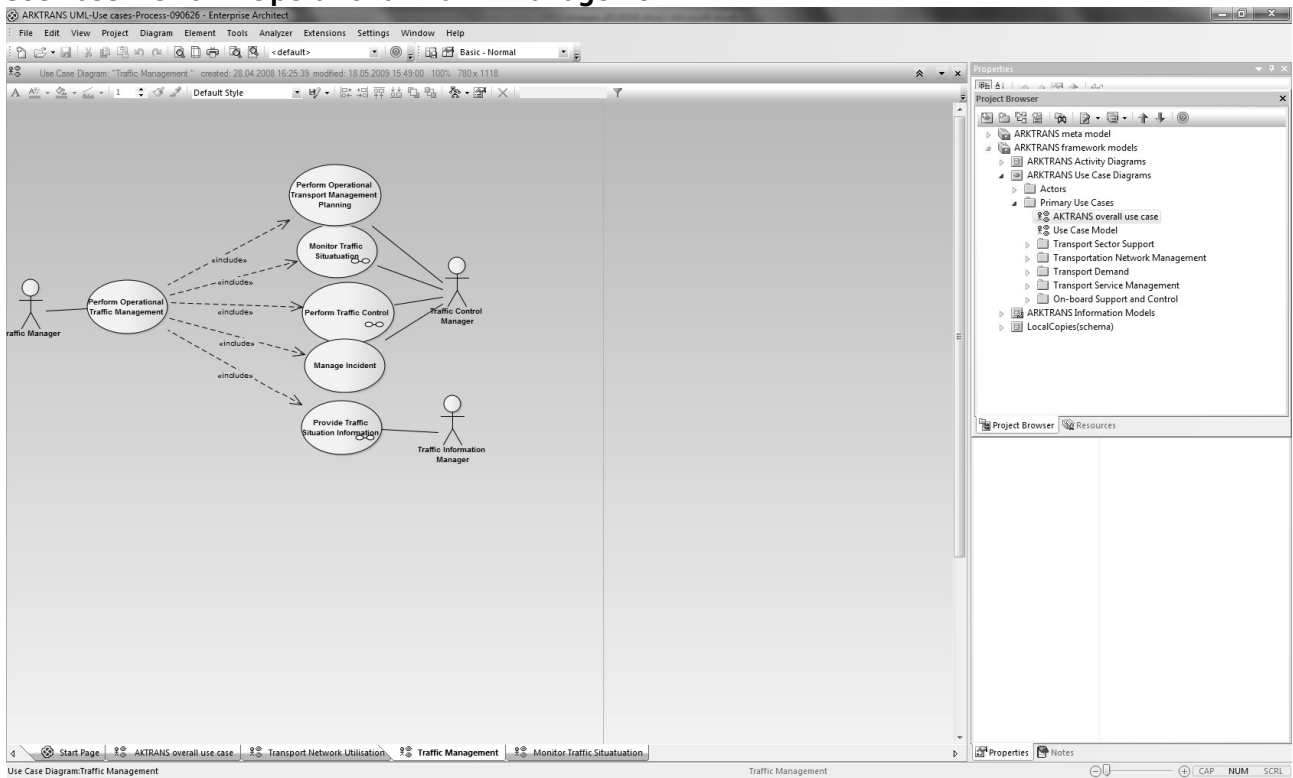 ARKTRANS UML-Use cases-Process-090626 - Enterprise Architect
File Edit View Project Diagram Element Tools Analyzer Extensions Settings Window Help
<default>
Basic - Normal
Use Case Diagram: "Traffic Management " created: 28.04.2008 16:25:39 modified: 18.05.2009 15:49:00 100% 780 x 1118
1
Default Style
Perform Operational
Transport Management
Planning
Monitor Traffic
Situatuation
Perform Operational
Traffic Management
Perform Traffic Control
Manage Incident
Provide Traffic
Situation Information
«include»
«include»
«include»
«include»
«include»
raffic Manager
Traffic Control
Manager
Traffic Information
Manager
Properties
Project Browser
ARKTRANS meta model
ARKTRANS framework models
ARKTRANS Activity Diagrams
ARKTRANS Use Case Diagrams
Actors
Primary Use Cases
AKTRANS overall use case
Use Case Model
Transport Sector Support
Transportation Network Management
Transport Demand
Transport Service Management
On-board Support and Control
ARKTRANS Information Models
LocalCopies(schema)
Project Browser Resources
Start Page AKTRANS overall use case Transport Network Utilisation Traffic Management Monitor Traffic Situatuation
Properties Notes
Use Case Diagram:Traffic Management
Traffic Management
CAP NUM SCRL